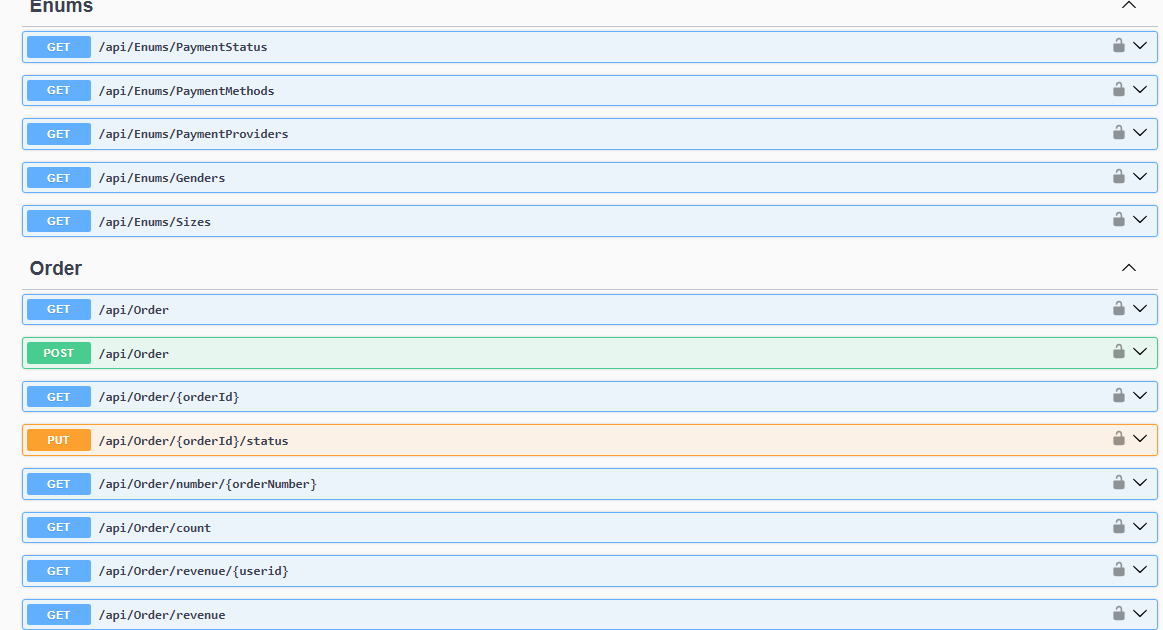 Enums
GET /api/Enums/PaymentStatus
GET /api/Enums/PaymentMethods
GET /api/Enums/PaymentProviders
GET /api/Enums/Genders
GET /api/Enums/Sizes
Order
GET /api/Order
POST /api/Order
GET /api/Order/{orderId}
PUT /api/Order/{orderId}/status
GET /api/Order/number/{orderNumber}
GET /api/Order/count
GET /api/Order/revenue/{userid}
GET /api/Order/revenue